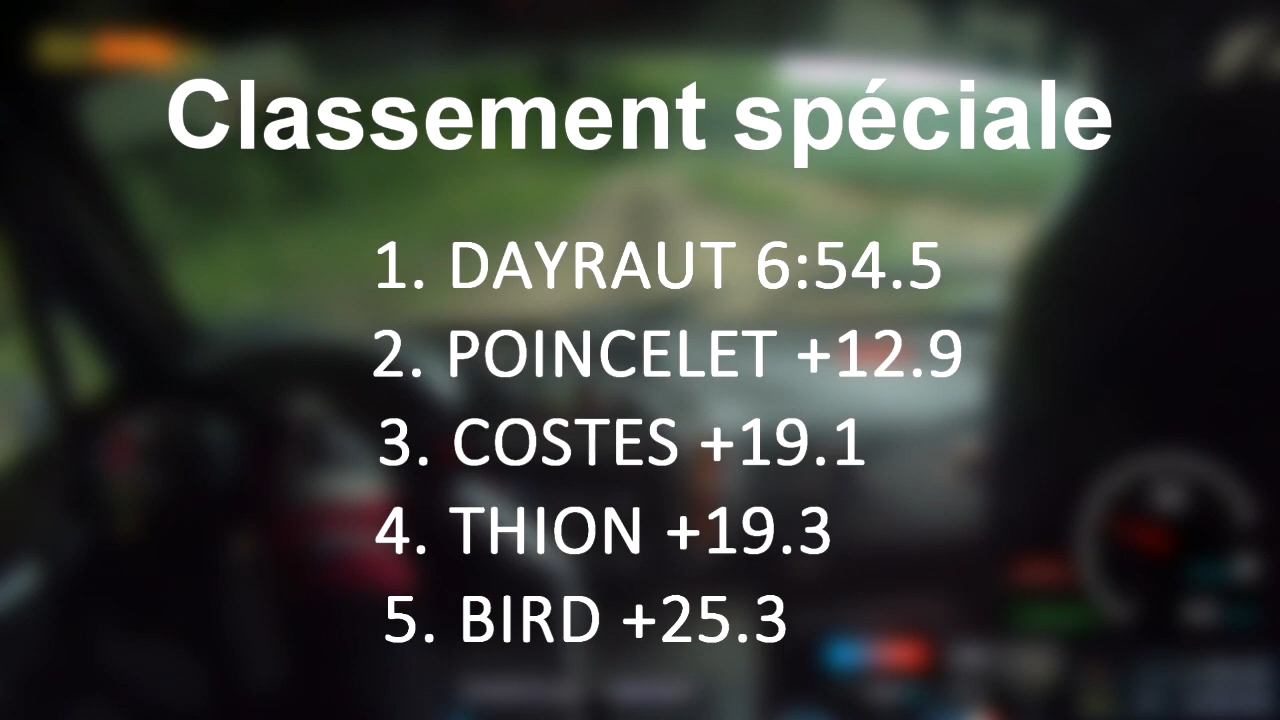 Classement spéciale
1. DAYRAUT 6:54.5
2. POINCELET +12.9
3. COSTES +19.1
4. THION +19.3
5. BIRD +25.3